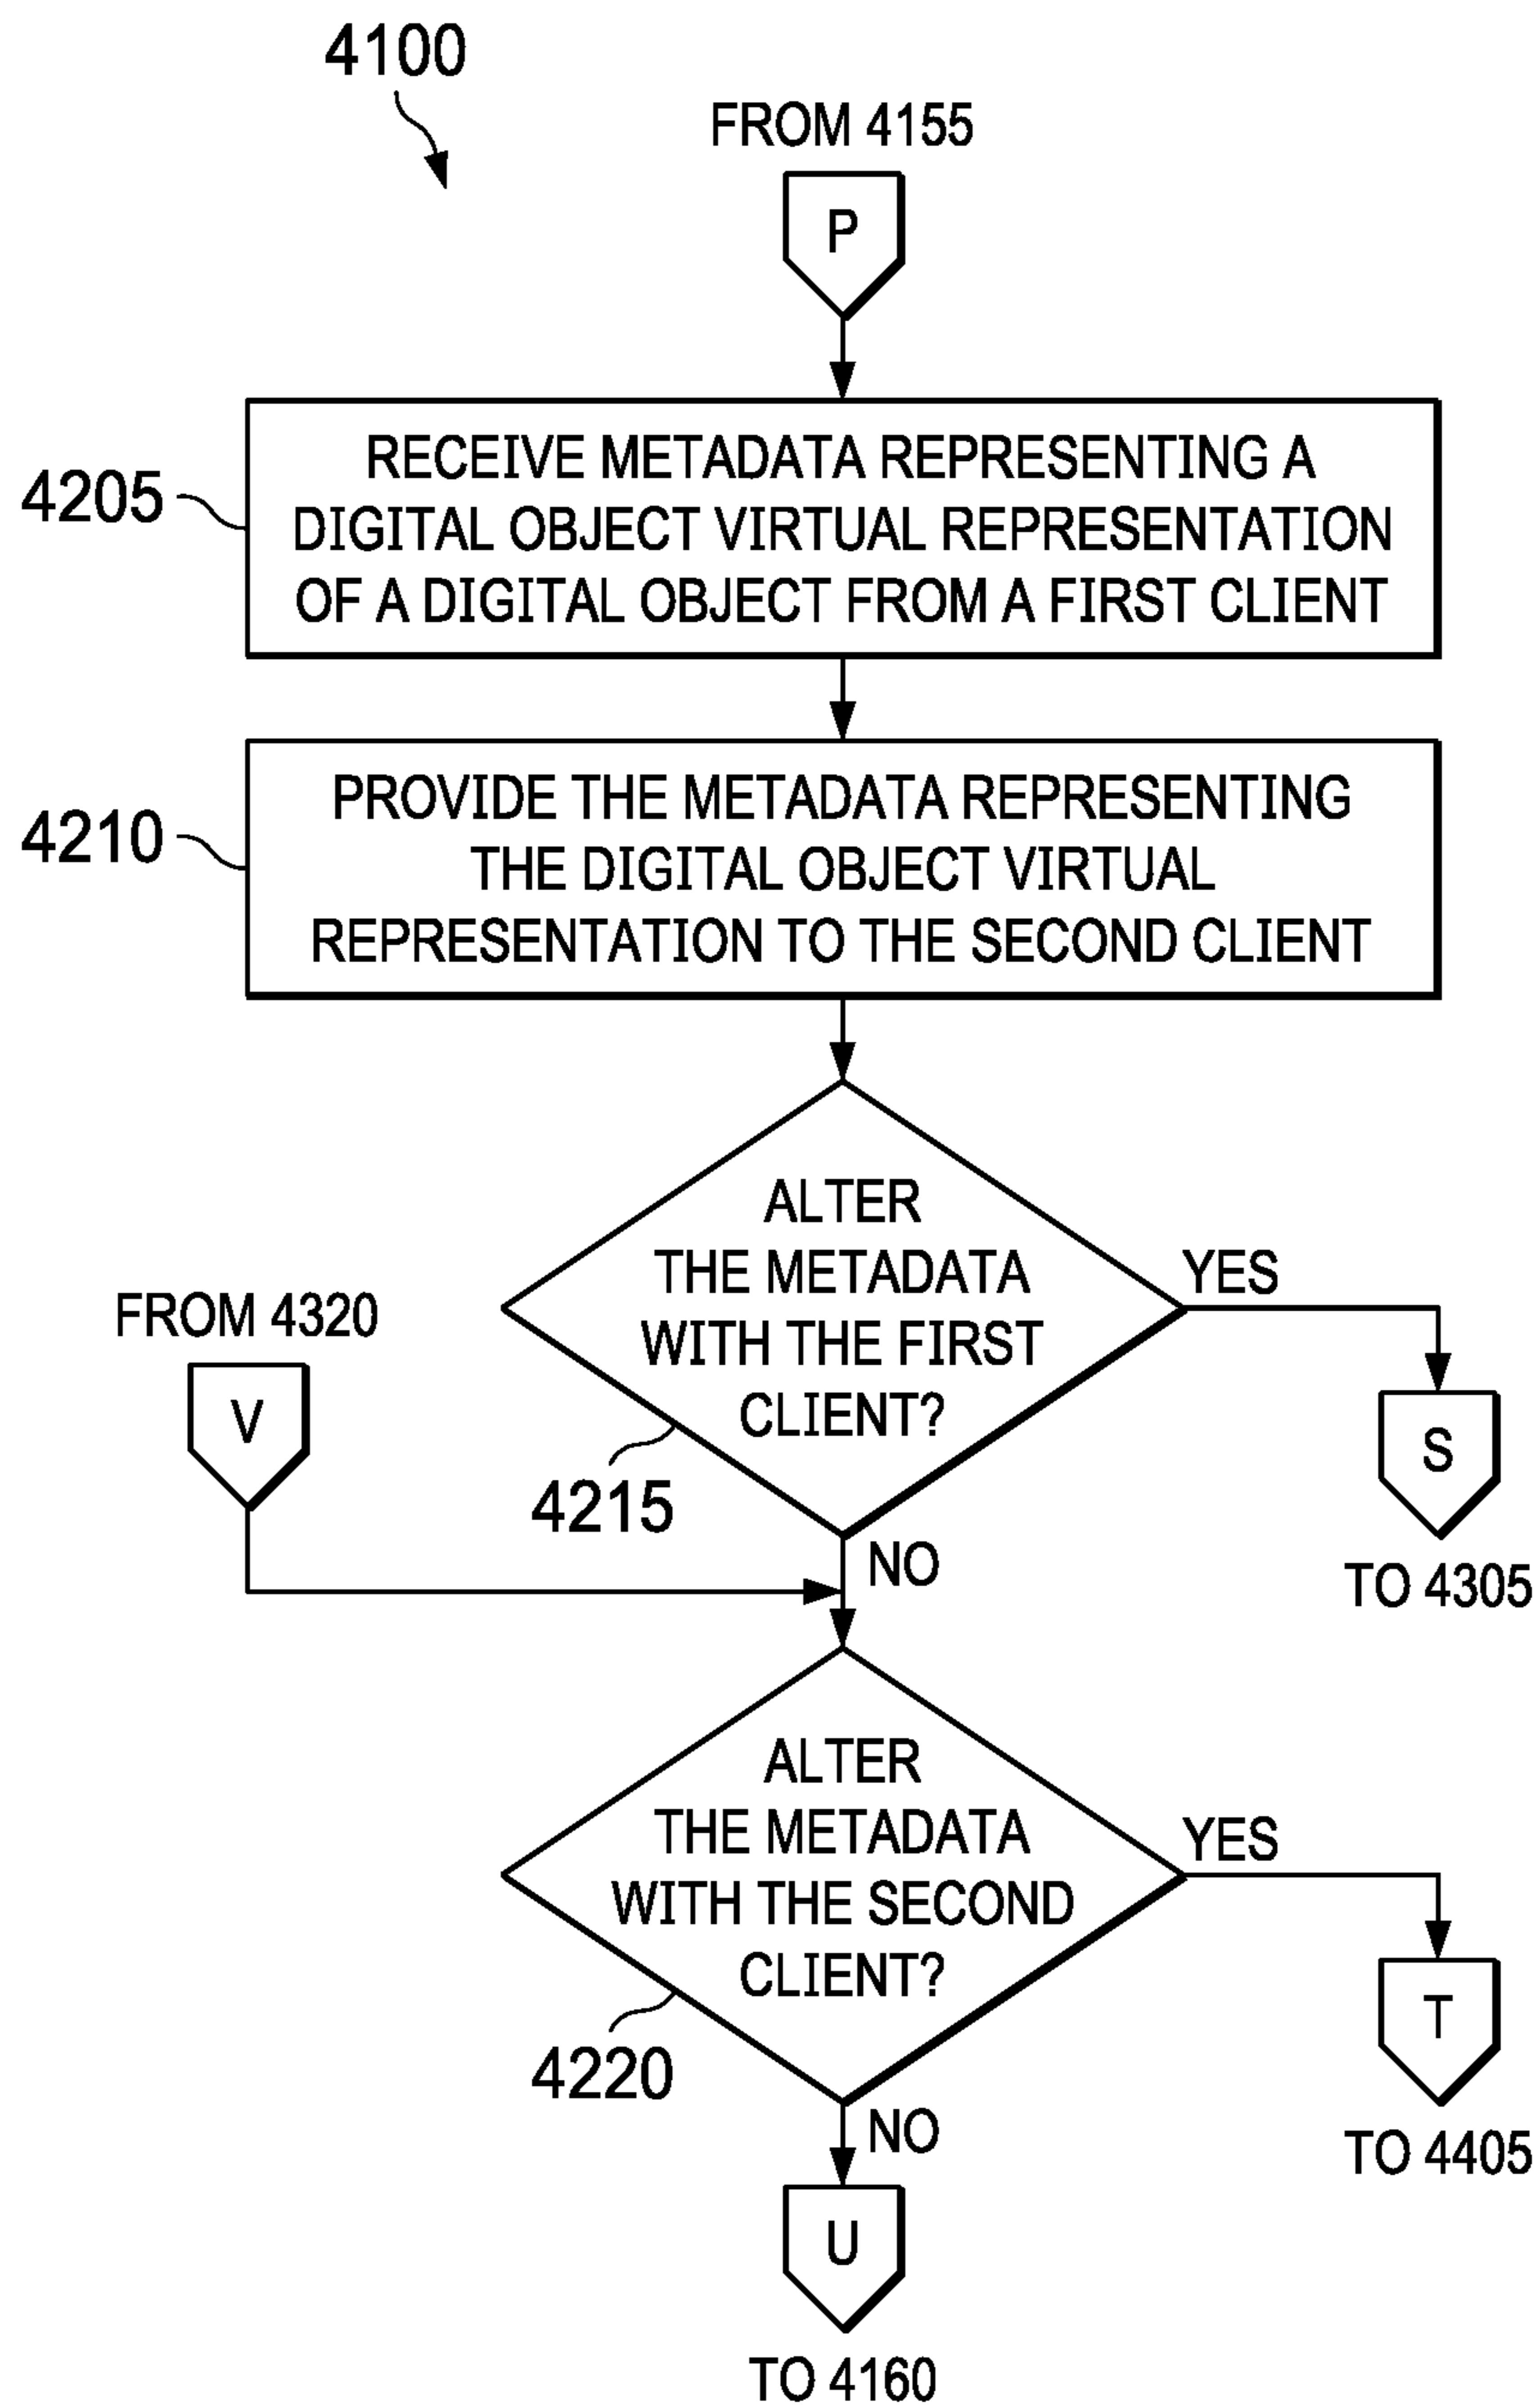 4100
FROM 4155
P
4205
RECEIVE METADATA REPRESENTING A
DIGITAL OBJECT VIRTUAL REPRESENTATION
OF A DIGITAL OBJECT FROM A FIRST CLIENT
4210
PROVIDE THE METADATA REPRESENTING
THE DIGITAL OBJECT VIRTUAL
REPRESENTATION TO THE SECOND CLIENT
ALTER
THE METADATA
WITH THE FIRST
CLIENT?
4215
YES
S
TO 4305
NO
FROM 4320
V
ALTER
THE METADATA
WITH THE SECOND
CLIENT?
4220
YES
T
TO 4405
NO
U
TO 4160